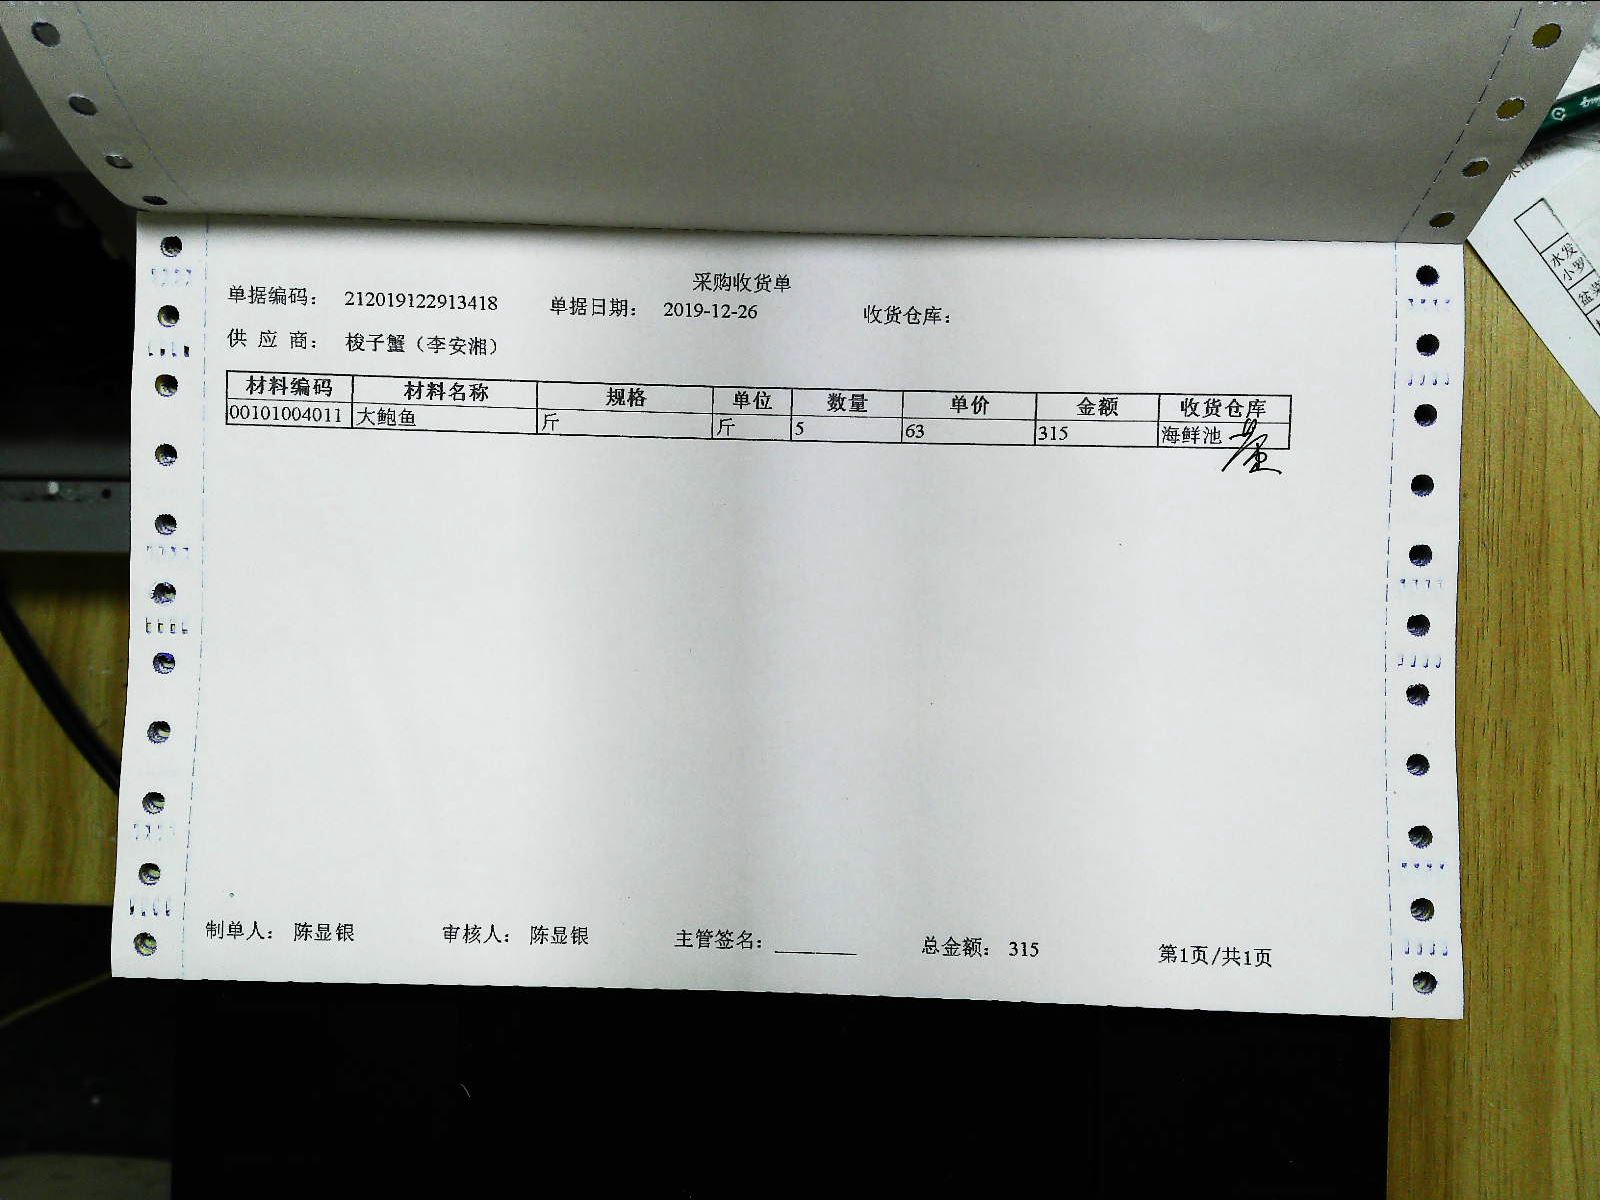 采购收货单
单据编码： 212019122913418 单据日期： 2019-12-26 收货仓库：
供 应 商： 梭子蟹（李安湘）
材料编码 材料名称 规格 单位 数量 单价 金额 收货仓库
00101004011 大鲍鱼 斤 斤 5 63 315 海鲜池
制单人： 陈显银 审核人： 陈显银 主管签名： 总金额： 315 第1页/共1页
水发
小罗